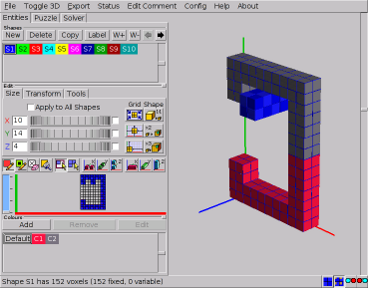 File Toggle 3D Export Status Edit Comment Config Help About
Entities Puzzle Solver
Shapes
New Delete Copy Label W+ W-
S1 S2 S3 S4 S5 S6 S7 S8 S9 S10
Edit
Size Transform Tools
Apply to All Shapes
Grid Shape
X 10
Y 14
Z 4
Colours
Add Remove Edit
Default C1 C2
Shape S1 has 152 voxels (152 fixed, 0 variable)